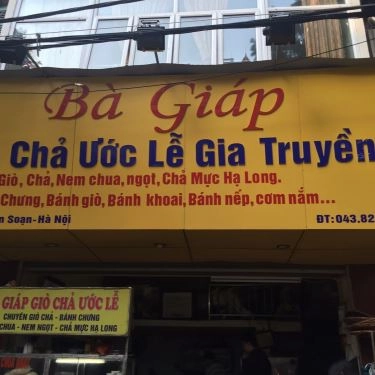 Bà Giáp
Chả Ước Lễ Gia Truyền
Giò, Chả, Nem chua, ngọt, Chả Mực Hạ Long.
Chưng, Bánh giò, Bánh khoai, Bánh nếp, cơm nắm...
n Soạn-Hà Nội ĐT: 043.82
GIÁP GIÒ CHẢ ƯỚC LỄ
CHUYÊN GIÒ CHẢ - BÁNH CHƯNG
CHUA - NEM NGỌT - CHẢ MỰC HẠ LONG